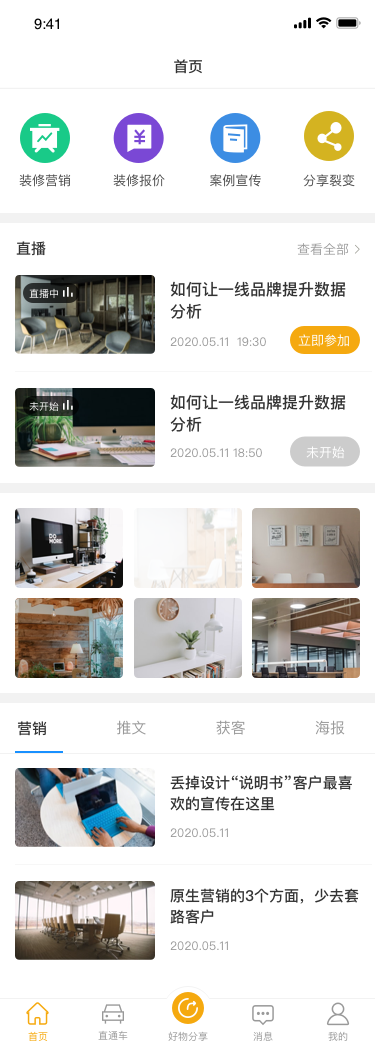 9:41
首页
装修营销
装修报价
案例宣传
分享裂变
直播
查看全部
直播中
如何让一线品牌提升数据
分析
2020.05.11 19:30
立即参加
未开始
如何让一线品牌提升数据
分析
2020.05.11 18:50
未开始
DO
MORE.
营销
推文
获客
海报
丢掉设计“说明书”客户最喜
欢的宣传在这里
2020.05.11
原生营销的3个方面，少去套
路客户
2020.05.11
首页
直通车
好物分享
消息
我的